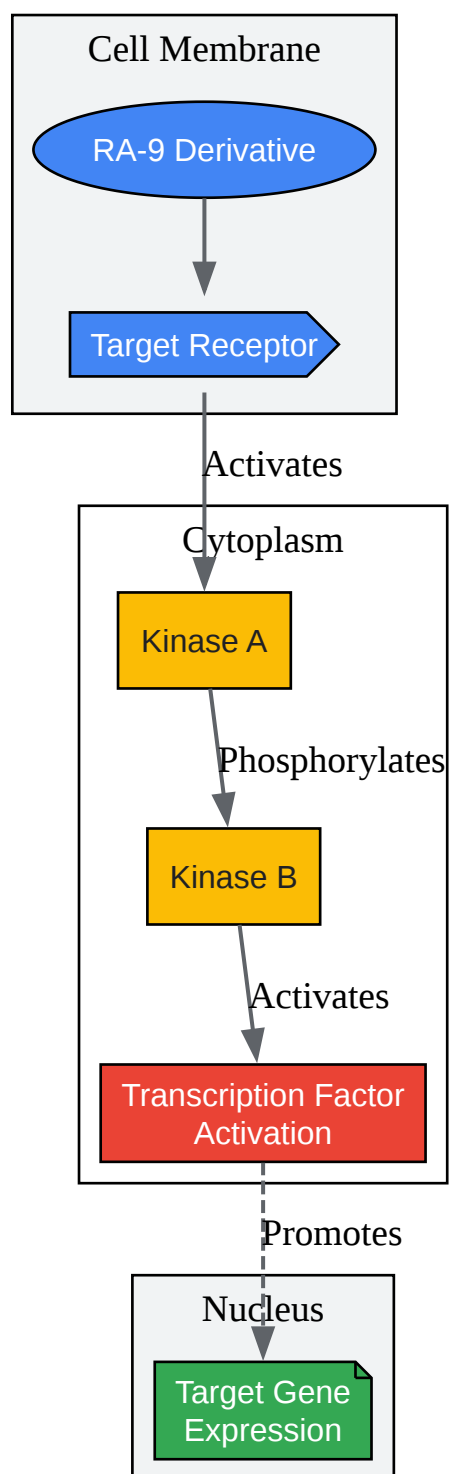 Cell Membrane
RA-9 Derivative
Target Receptor
Activates
Cytoplasm
Kinase A
Phosphorylates
Kinase B
Activates
Transcription Factor
Activation
Promotes
Nucleus
Target Gene
Expression